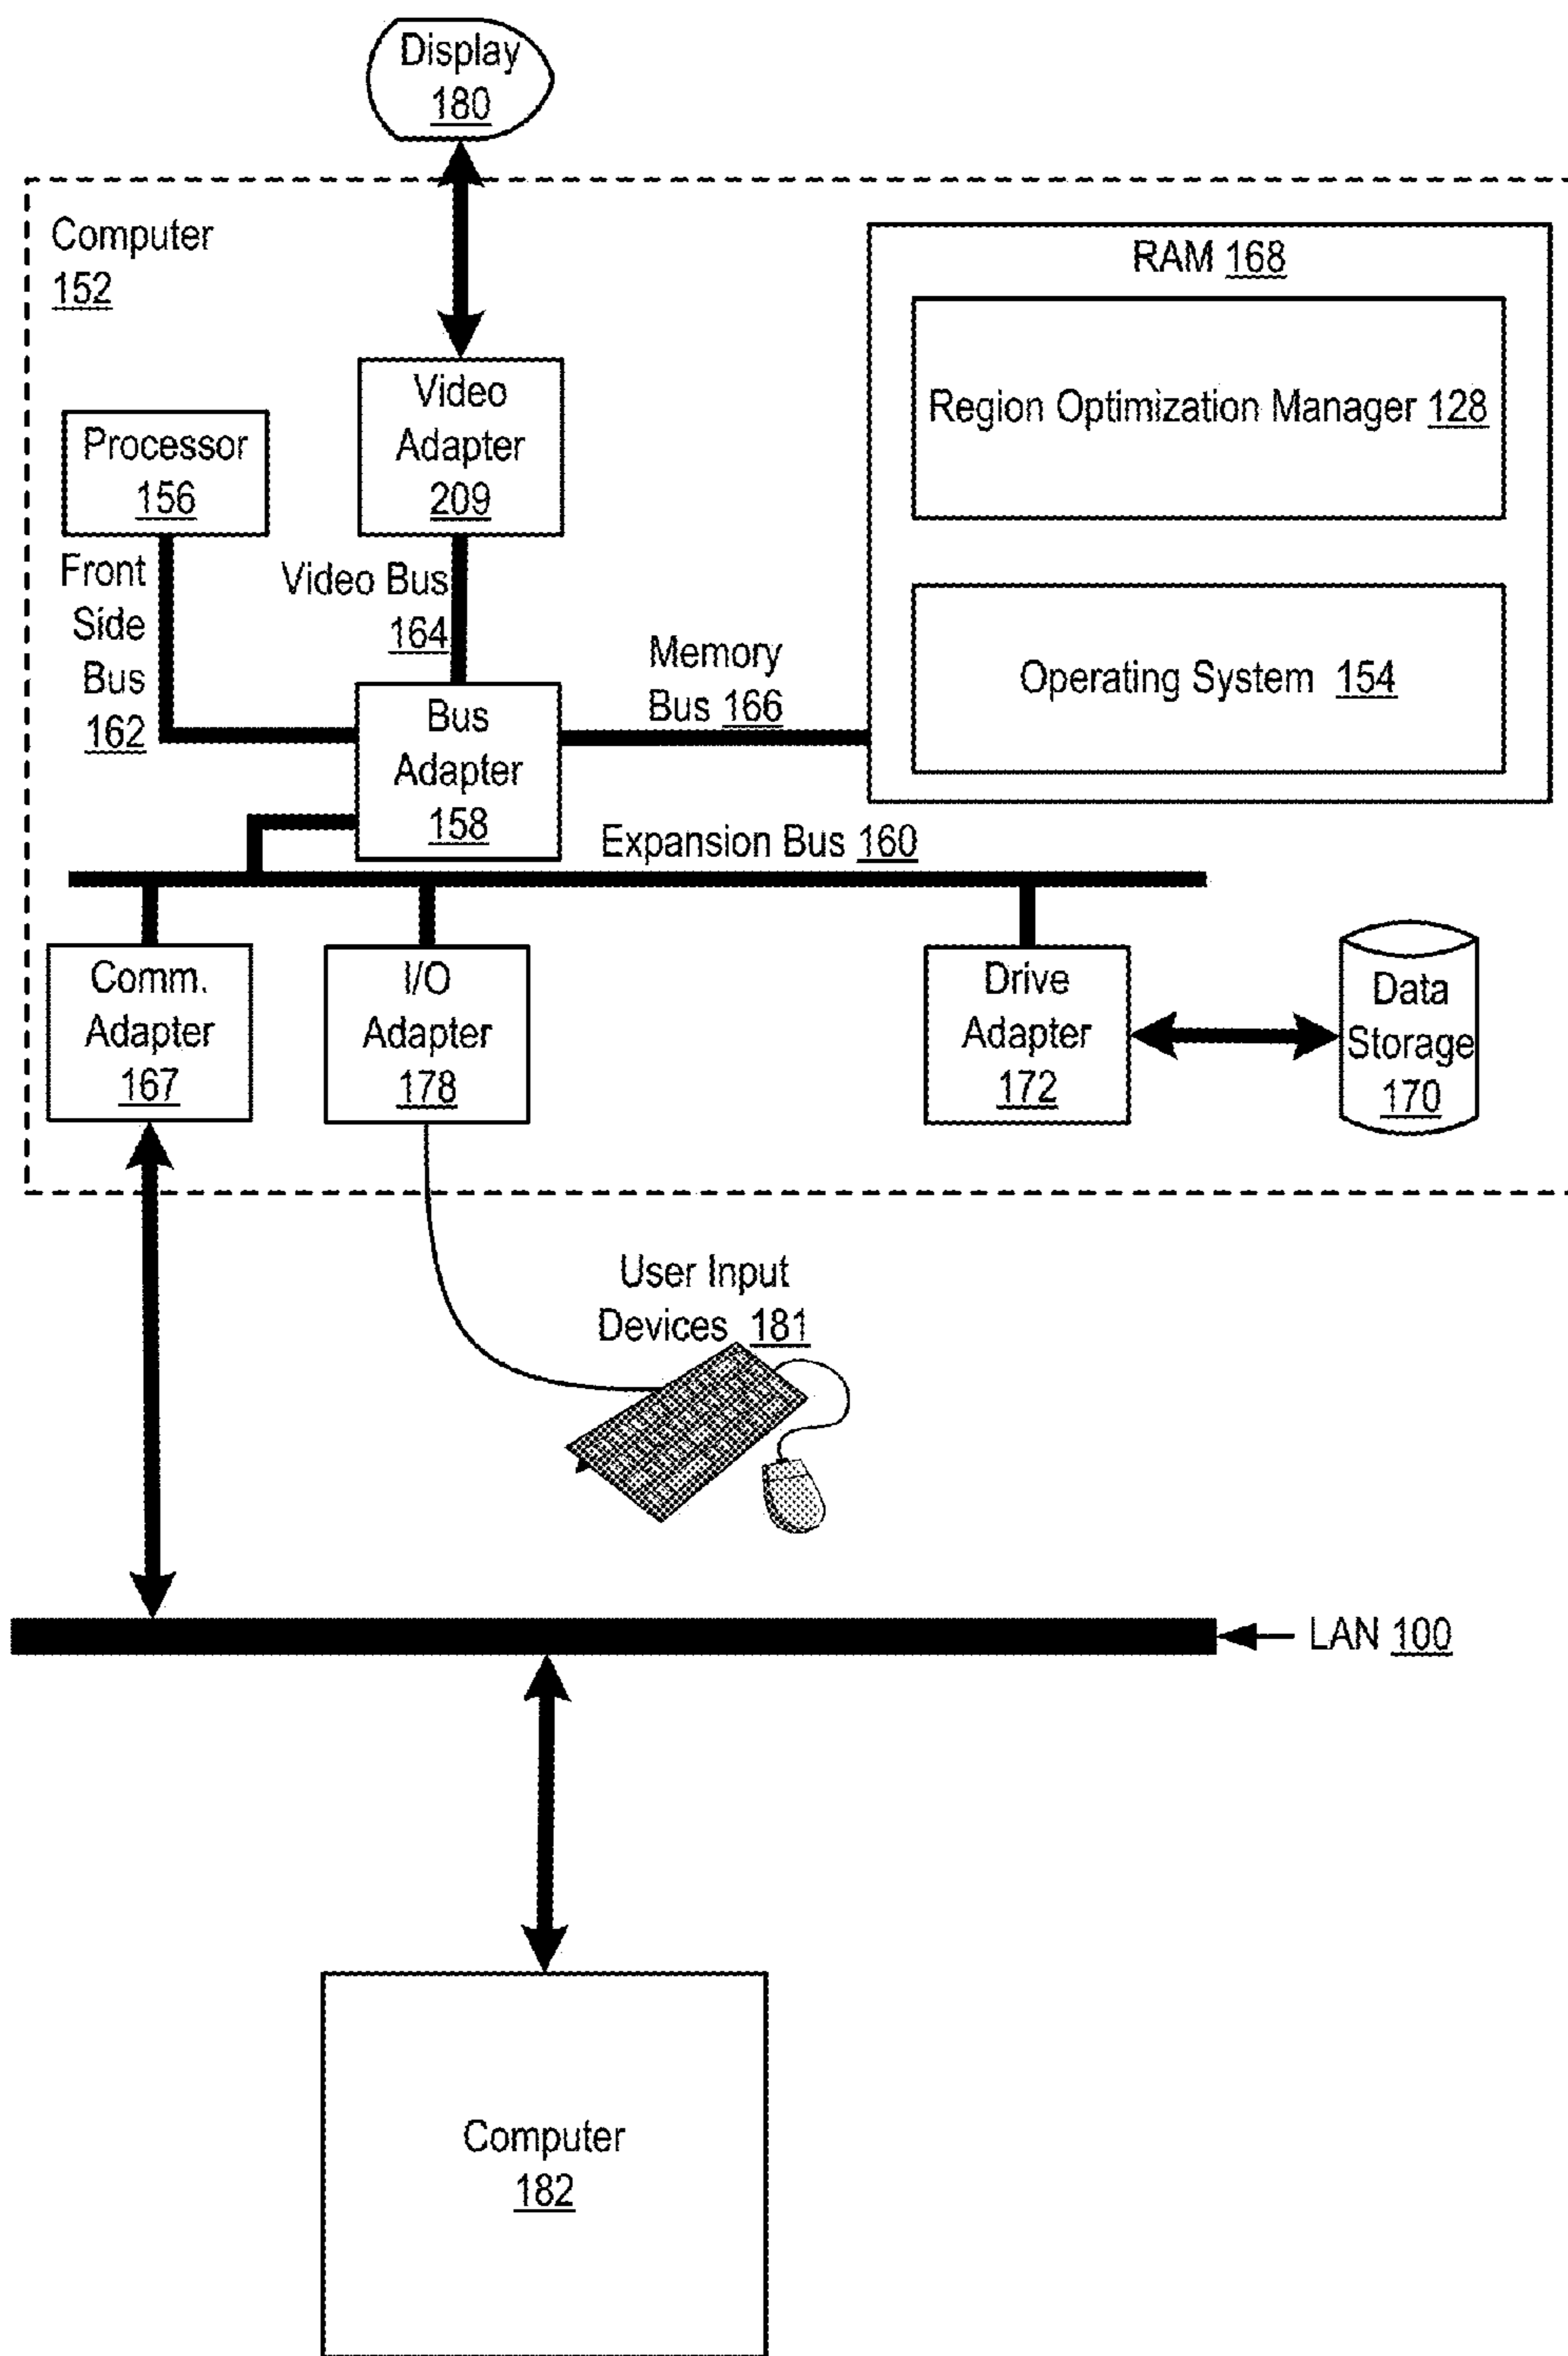 Display
180
Computer
152
RAM 168
Region Optimization Manager 128
Operating System 154
Video
Adapter
209
Processor
156
Front
Side
Bus
162
Video Bus
164
Memory
Bus 166
Bus
Adapter
158
Expansion Bus 160
Comm.
Adapter
167
I/O
Adapter
178
Drive
Adapter
172
Data
Storage
170
User Input
Devices 181
LAN 100
Computer
182